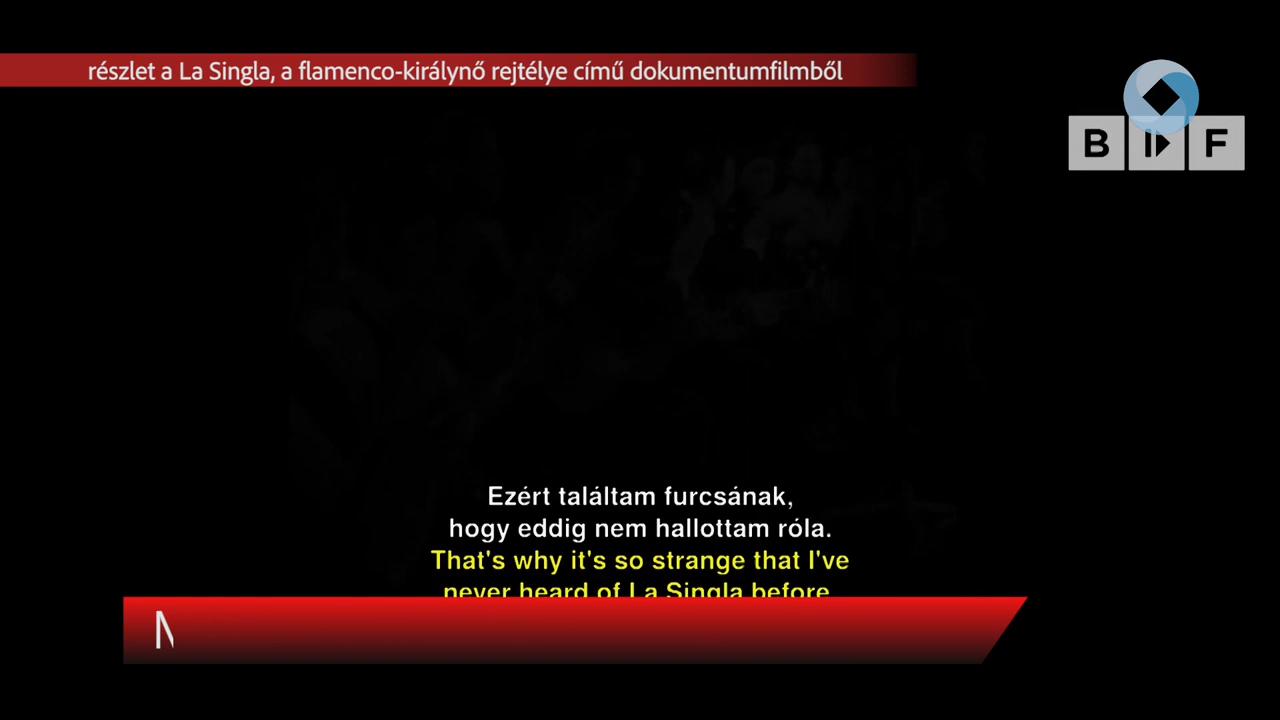 részlet a La Singla, a flamenco-királynő rejtélye című dokumentumfilmből
B F
Ezért találtam furcsának,
hogy eddig nem hallottam róla.
That's why it's so strange that I've
never heard of La Singla before